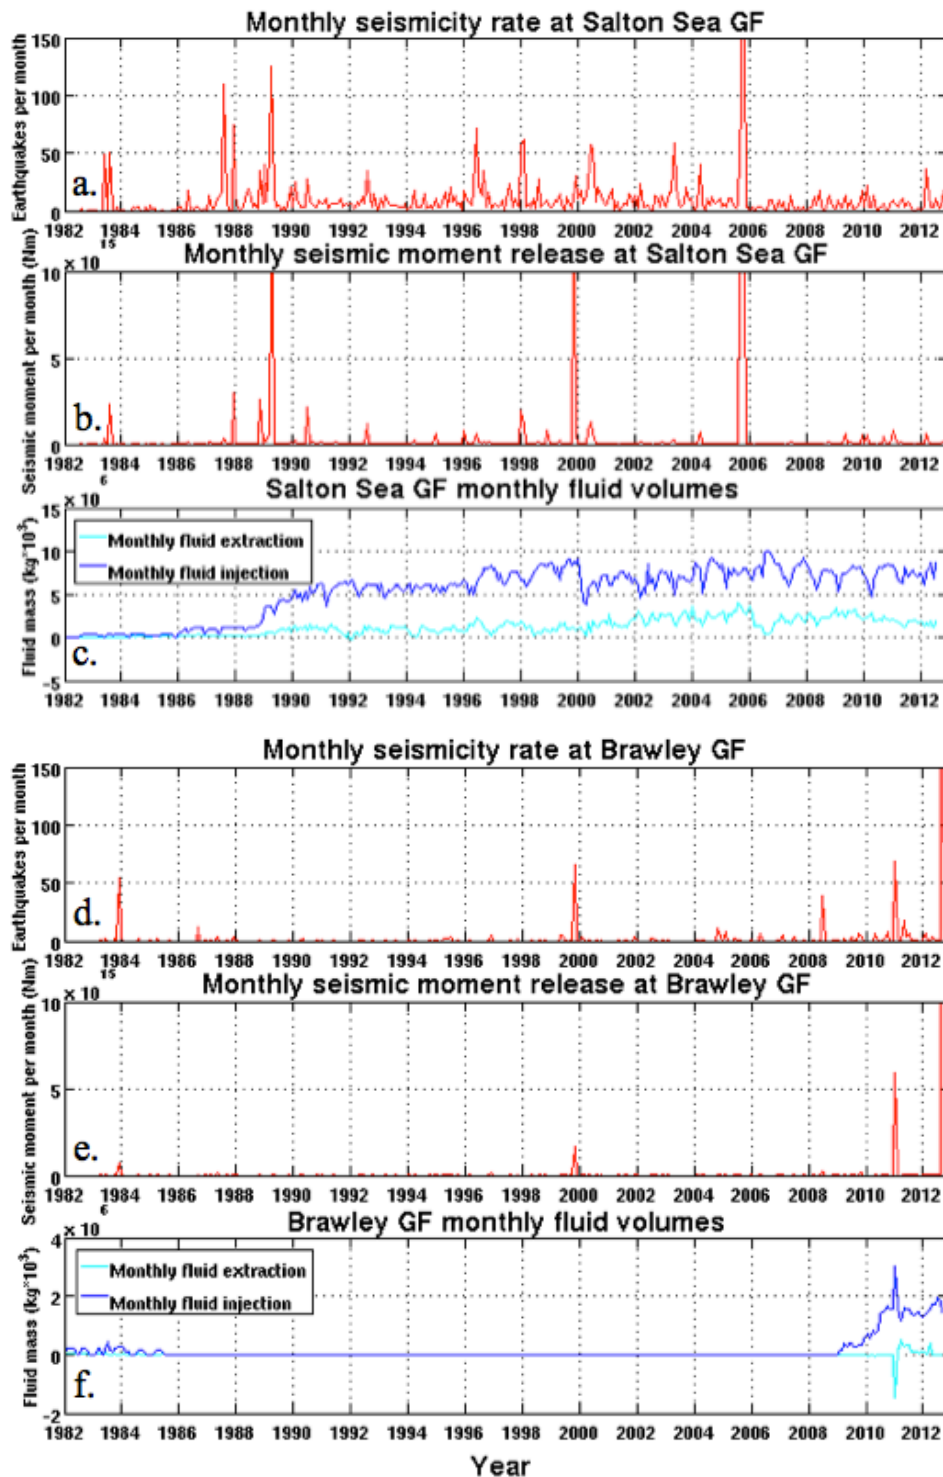 Monthly seismicity rate at Salton Sea GF
Earthquakes per month
150
100
50
0
a.
1982 1984 1986 1988 1990 1992 1994 1996 1998 2000 2002 2004 2006 2008 2010 2012
Monthly seismic moment release at Salton Sea GF
Seismic moment per month (Nm)
× 10 15
10
5
0
b.
1982 1984 1986 1988 1990 1992 1994 1996 1998 2000 2002 2004 2006 2008 2010 2012
Salton Sea GF monthly fluid volumes
Fluid mass (kg*10³)
× 10 6
15
10
5
0
-5
Monthly fluid extraction
Monthly fluid injection
c.
1982 1984 1986 1988 1990 1992 1994 1996 1998 2000 2002 2004 2006 2008 2010 2012
Monthly seismicity rate at Brawley GF
Earthquakes per month
150
100
50
0
d.
1982 1984 1986 1988 1990 1992 1994 1996 1998 2000 2002 2004 2006 2008 2010 2012
Monthly seismic moment release at Brawley GF
Seismic moment per month (Nm)
× 10 15
10
5
0
e.
1982 1984 1986 1988 1990 1992 1994 1996 1998 2000 2002 2004 2006 2008 2010 2012
Brawley GF monthly fluid volumes
Fluid mass (kg*10³)
× 10 6
4
2
0
-2
Monthly fluid extraction
Monthly fluid injection
f.
1982 1984 1986 1988 1990 1992 1994 1996 1998 2000 2002 2004 2006 2008 2010 2012
Year